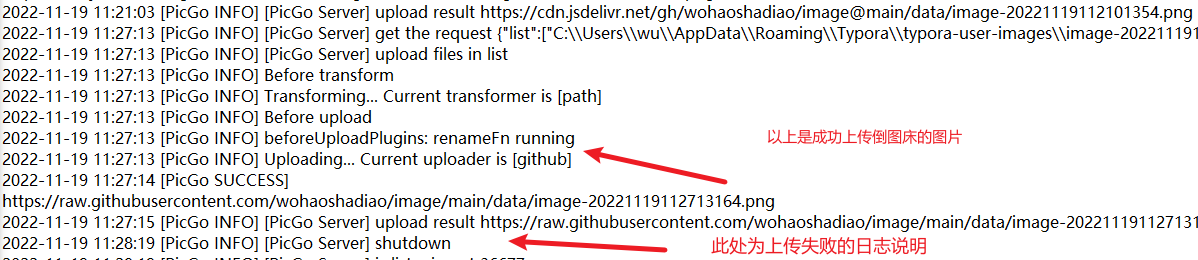 2022-11-19 11:21:03 [PicGo INFO] [PicGo Server] upload result https://cdn.jsdelivr.net/gh/wohaoshadiao/image@main/data/image-20221119112101354.png
2022-11-19 11:27:13 [PicGo INFO] [PicGo Server] get the request {"list":["C:\\Users\\wu\\AppData\\Roaming\\Typora\\typora-user-images\\image-202211191
2022-11-19 11:27:13 [PicGo INFO] [PicGo Server] upload files in list
2022-11-19 11:27:13 [PicGo INFO] Before transform
2022-11-19 11:27:13 [PicGo INFO] Transforming... Current transformer is [path]
2022-11-19 11:27:13 [PicGo INFO] Before upload
2022-11-19 11:27:13 [PicGo INFO] beforeUploadPlugins: renameFn running
以上是成功上传倒图床的图片
2022-11-19 11:27:13 [PicGo INFO] Uploading... Current uploader is [github]
2022-11-19 11:27:14 [PicGo SUCCESS]
https://raw.githubusercontent.com/wohaoshadiao/image/main/data/image-20221119112713164.png
2022-11-19 11:27:15 [PicGo INFO] [PicGo Server] upload result https://raw.githubusercontent.com/wohaoshadiao/image/main/data/image-202211191127131
2022-11-19 11:28:19 [PicGo INFO] [PicGo Server] shutdown
此处为上传失败的日志说明